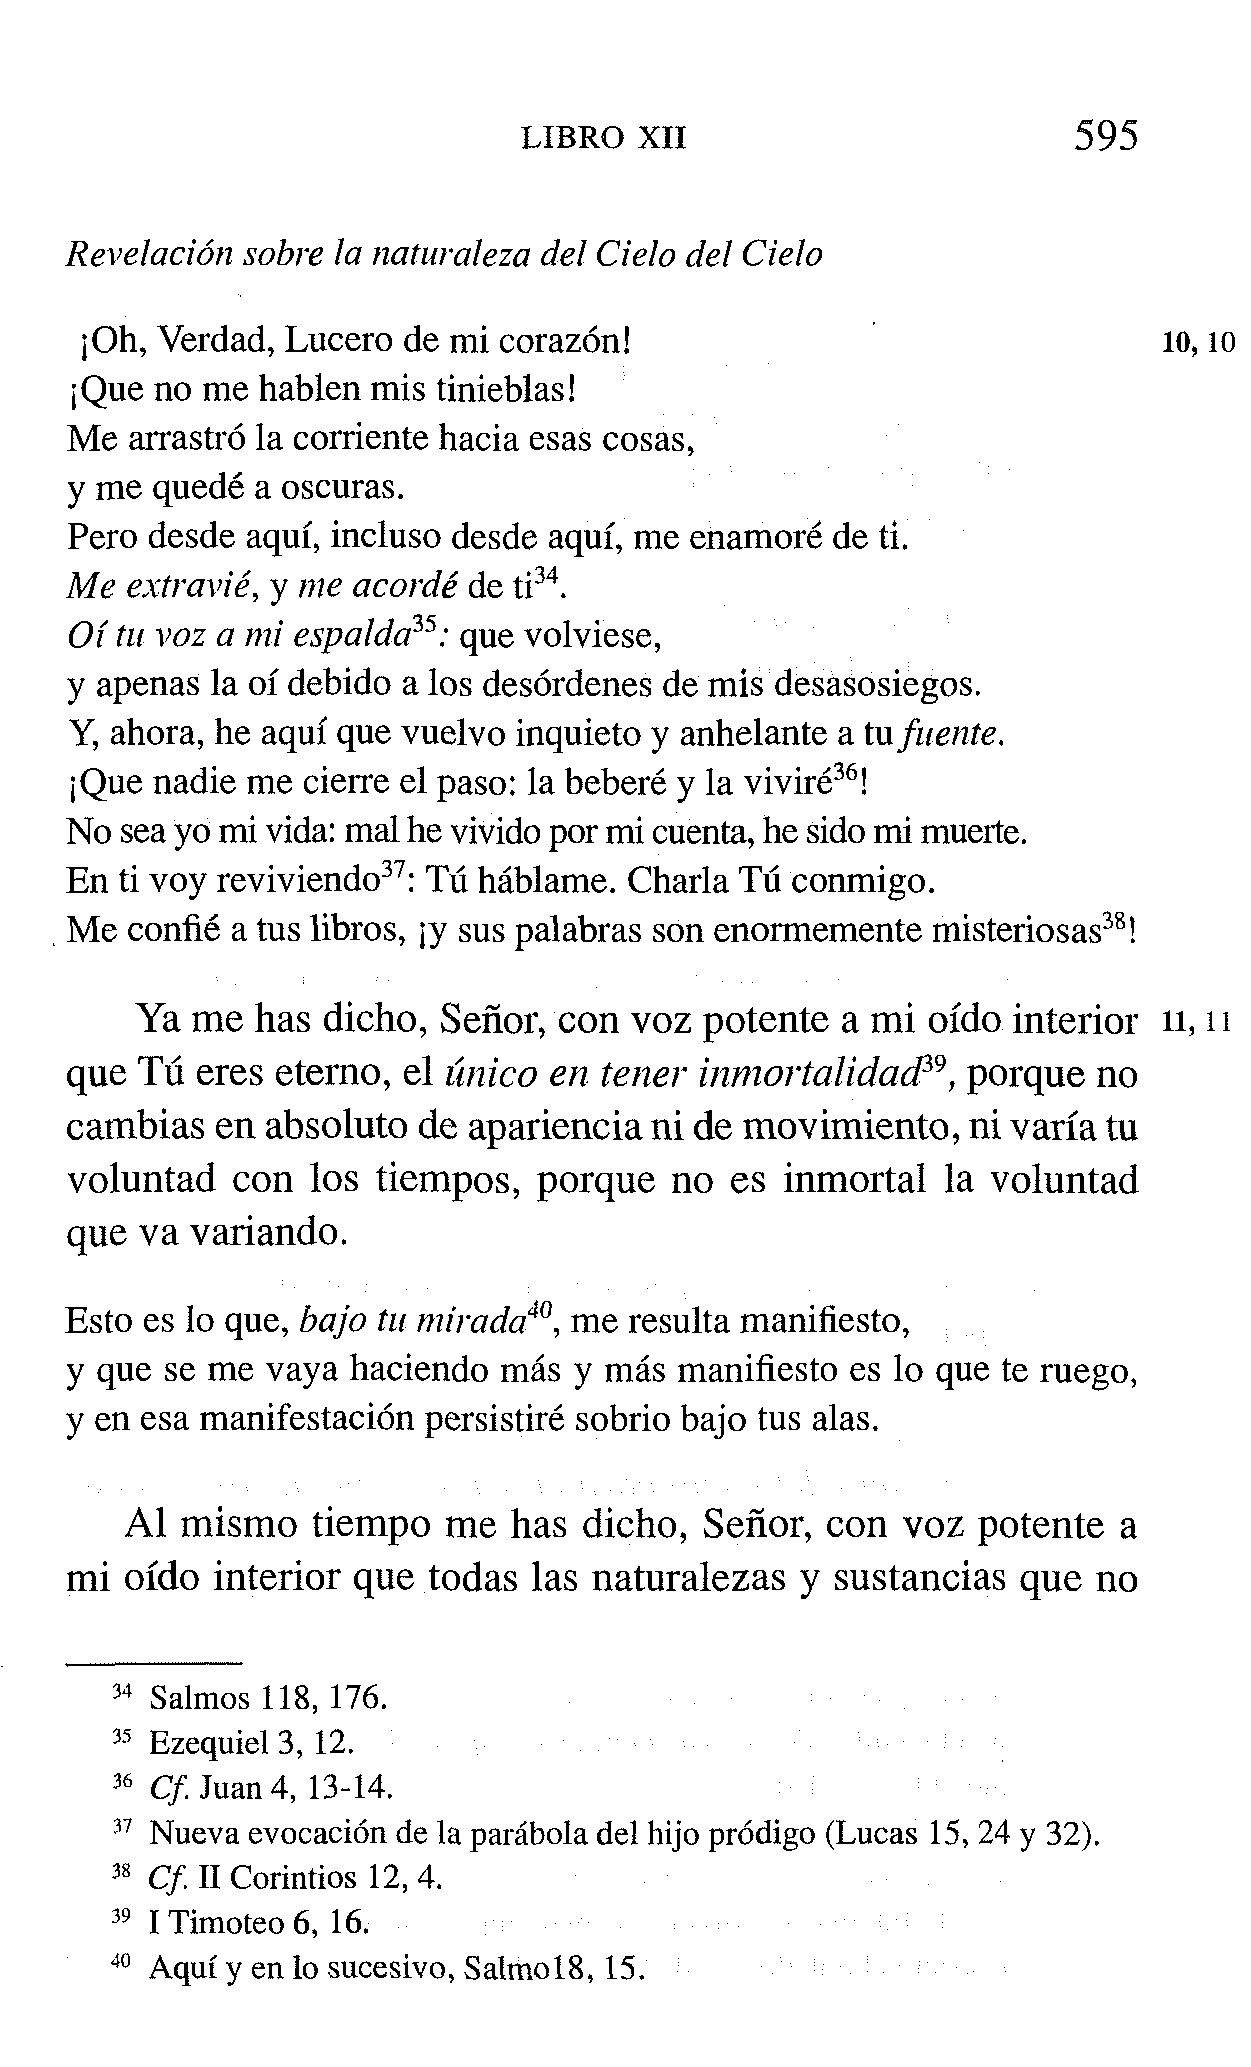 LIBRO XII 595
Revelación sobre la naturaleza del Cielo del Cielo
¡Oh, Verdad, Lucero de mi corazón! 10, 10
¡Que no me hablen mis tinieblas!
Me arrastró la corriente hacia esas cosas,
y me quedé a oscuras.
Pero desde aquí, incluso desde aquí, me enamoré de ti.
Me extravié, y me acordé de ti³⁴.
Oí tu voz a mi espalda³⁵: que volviese,
y apenas la oí debido a los desórdenes de mis desasosiegos.
Y, ahora, he aquí que vuelvo inquieto y anhelante a tu fuente.
¡Que nadie me cierre el paso: la beberé y la viviré³⁶!
No sea yo mi vida: mal he vivido por mi cuenta, he sido mi muerte.
En ti voy reviviendo³⁷: Tú háblame. Charla Tú conmigo.
Me confié a tus libros, ¡y sus palabras son enormemente misteriosas³⁸!
Ya me has dicho, Señor, con voz potente a mi oído interior 11, 11
que Tú eres eterno, el único en tener inmortalidad³⁹, porque no
cambias en absoluto de apariencia ni de movimiento, ni varía tu
voluntad con los tiempos, porque no es inmortal la voluntad
que va variando.
Esto es lo que, bajo tu mirada⁴⁰, me resulta manifiesto,
y que se me vaya haciendo más y más manifiesto es lo que te ruego,
y en esa manifestación persistiré sobrio bajo tus alas.
Al mismo tiempo me has dicho, Señor, con voz potente a
mi oído interior que todas las naturalezas y sustancias que no
³⁴ Salmos 118, 176.
³⁵ Ezequiel 3, 12.
³⁶ Cf. Juan 4, 13-14.
³⁷ Nueva evocación de la parábola del hijo pródigo (Lucas 15, 24 y 32).
³⁸ Cf. II Corintios 12, 4.
³⁹ I Timoteo 6, 16.
⁴⁰ Aquí y en lo sucesivo, Salmo18, 15.